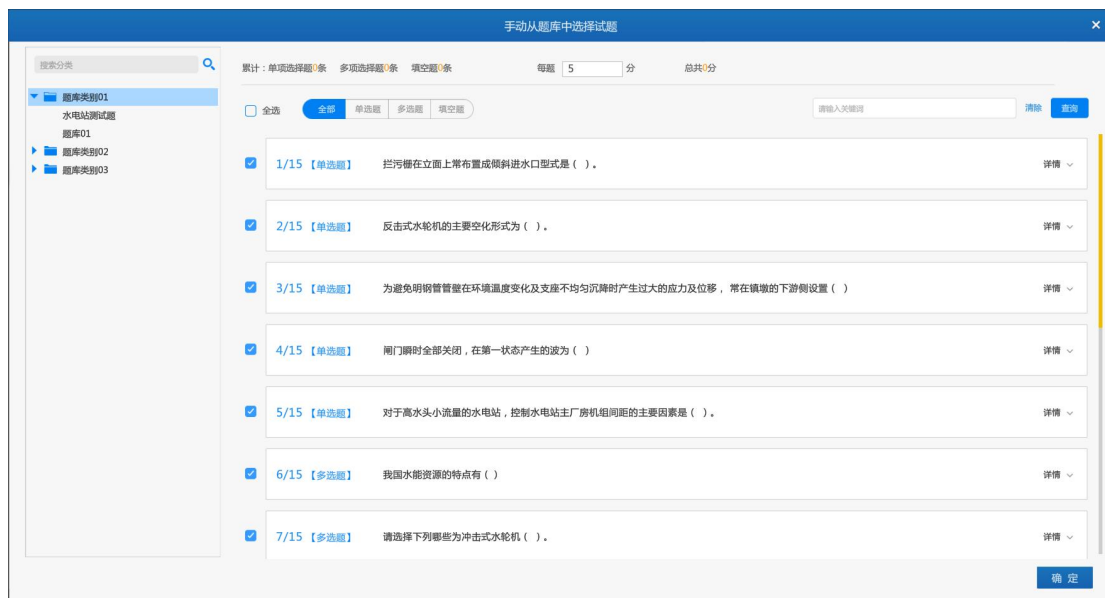 手动从题库中选择试题
搜索分类
题库类别01
水电站测试题
题库01
题库类别02
题库类别03
累计：单项选择题0条 多项选择题0条 填空题0条 每题 5 分 总共0分
全选 全部 单选题 多选题 填空题 请输入关键词 清除 查询
1/15 【单选题】 拦污栅在立面上常布置成倾斜进水口型式是（ ）。 详情
2/15 【单选题】 反击式水轮机的主要空化形式为（ ）。 详情
3/15 【单选题】 为避免明钢管管壁在环境温度变化及支座不均匀沉降时产生过大的应力及位移，常在镇墩的下游侧设置（ ） 详情
4/15 【单选题】 闸门瞬时全部关闭，在第一状态产生的波为（ ） 详情
5/15 【单选题】 对于高水头小流量的水电站，控制水电站主厂房机组间距的主要因素是（ ）。 详情
6/15 【多选题】 我国水能资源的特点有（ ） 详情
7/15 【多选题】 请选择下列哪些为冲击式水轮机（ ）。 详情
确 定